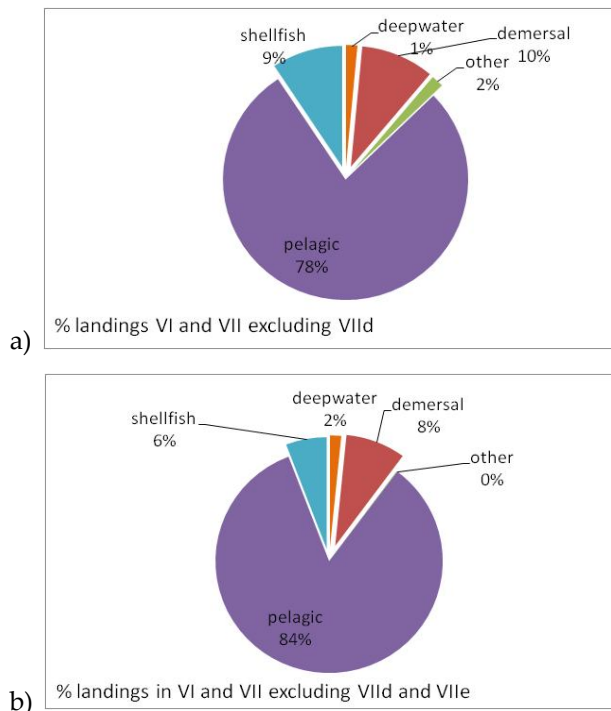 shellfish
9%
deepwater
1%
demersal
10%
other
2%
pelagic
78%
% landings VI and VII excluding VIId
a)
shellfish
6%
deepwater
2%
demersal
8%
other
0%
pelagic
84%
% landings in VI and VII excluding VIId and VIIe
b)